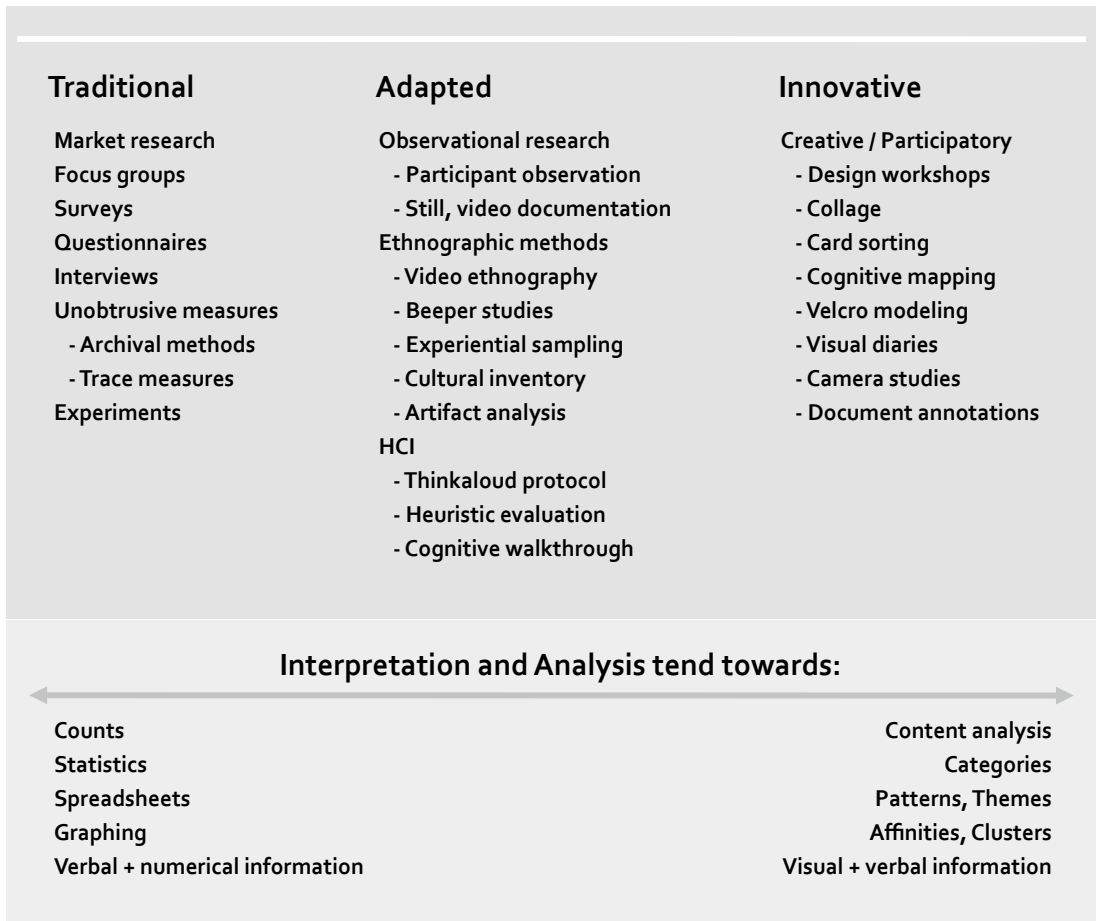 Traditional
Market research
Focus groups
Surveys
Questionnaires
Interviews
Unobtrusive measures
- Archival methods
- Trace measures
Experiments
Adapted
Observational research
- Participant observation
- Still, video documentation
Ethnographic methods
- Video ethnography
- Beeper studies
- Experiential sampling
- Cultural inventory
- Artifact analysis
HCI
- Thinkaloud protocol
- Heuristic evaluation
- Cognitive walkthrough
Innovative
Creative / Participatory
- Design workshops
- Collage
- Card sorting
- Cognitive mapping
- Velcro modeling
- Visual diaries
- Camera studies
- Document annotations
Interpretation and Analysis tend towards:
Counts
Statistics
Spreadsheets
Graphing
Verbal + numerical information
Content analysis
Categories
Patterns, Themes
Affinities, Clusters
Visual + verbal information